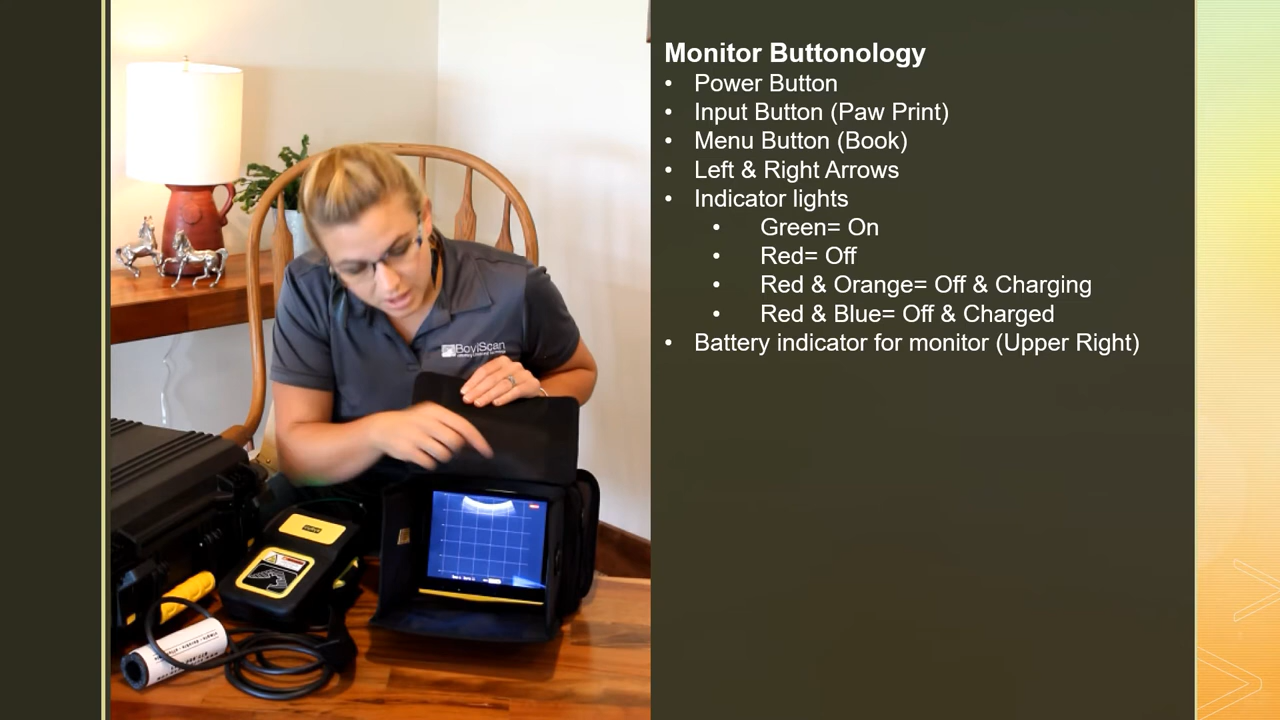 Monitor Buttonology
• Power Button
• Input Button (Paw Print)
• Menu Button (Book)
• Left & Right Arrows
• Indicator lights
• Green= On
• Red= Off
• Red & Orange= Off & Charging
• Red & Blue= Off & Charged
• Battery indicator for monitor (Upper Right)
BoviScan